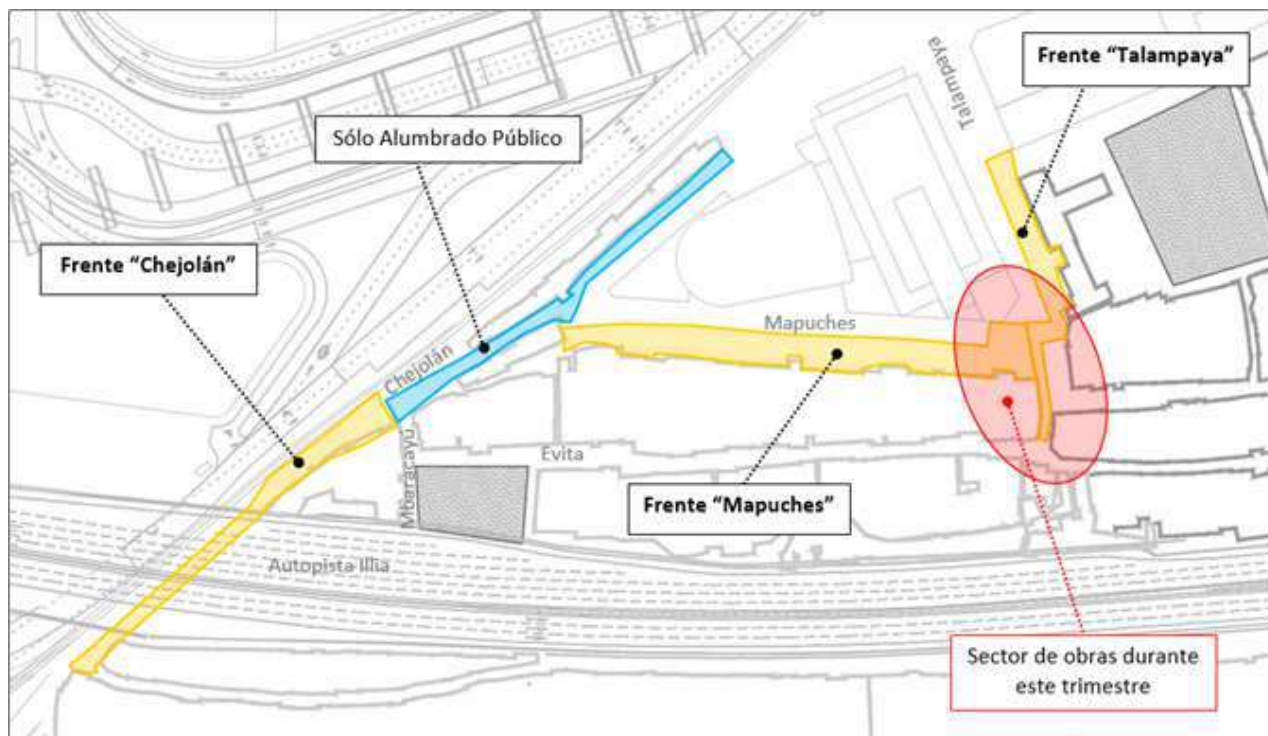 Talampaya
Frente “Talampaya”
Sólo Alumbrado Público
Frente “Chejolán”
Mapuches
Chejolán
Mbaracayu
Evita
Frente “Mapuches”
Autopista Illia
Sector de obras durante
este trimestre